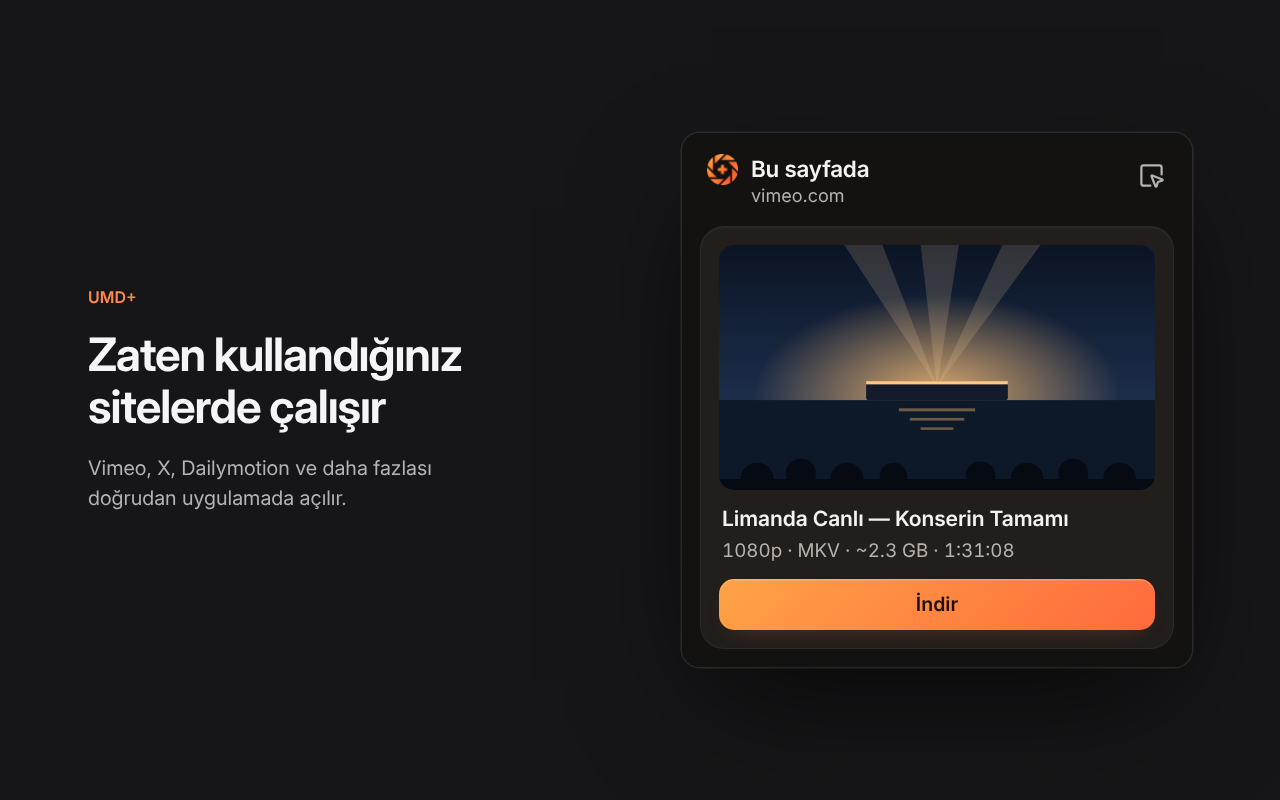 UMD+
Zaten kullandığınız
sitelerde çalışır
Vimeo, X, Dailymotion ve daha fazlası
doğrudan uygulamada açılır.
Bu sayfada
vimeo.com
Limanda Canlı — Konserin Tamamı
1080p · MKV · ~2.3 GB · 1:31:08
İndir